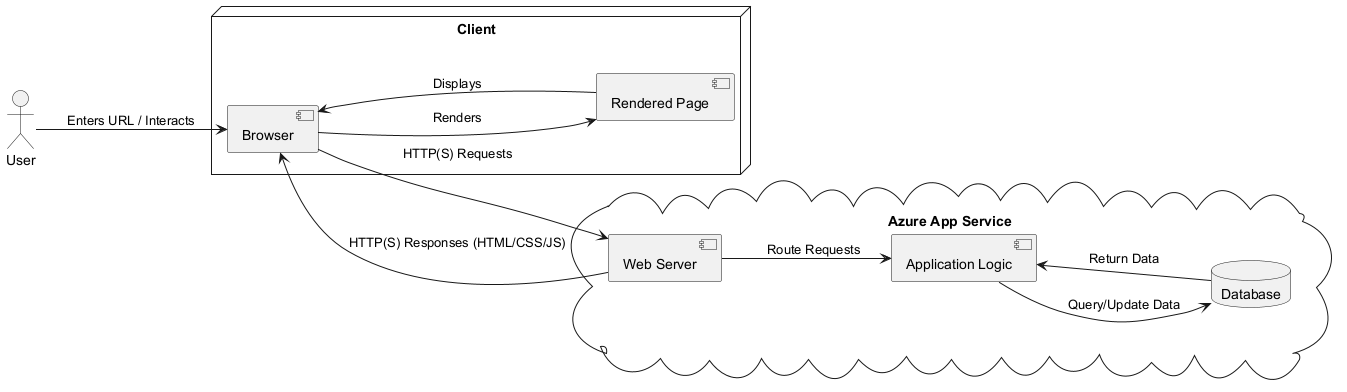 Client
Displays
Rendered Page
Enters URL / Interacts
Renders
Browser
User
HTTP(S) Requests
Azure App Service
HTTP(S) Responses (HTML/CSS/JS)
Web Server
Route Requests
Application Logic
Return Data
Database
Query/Update Data